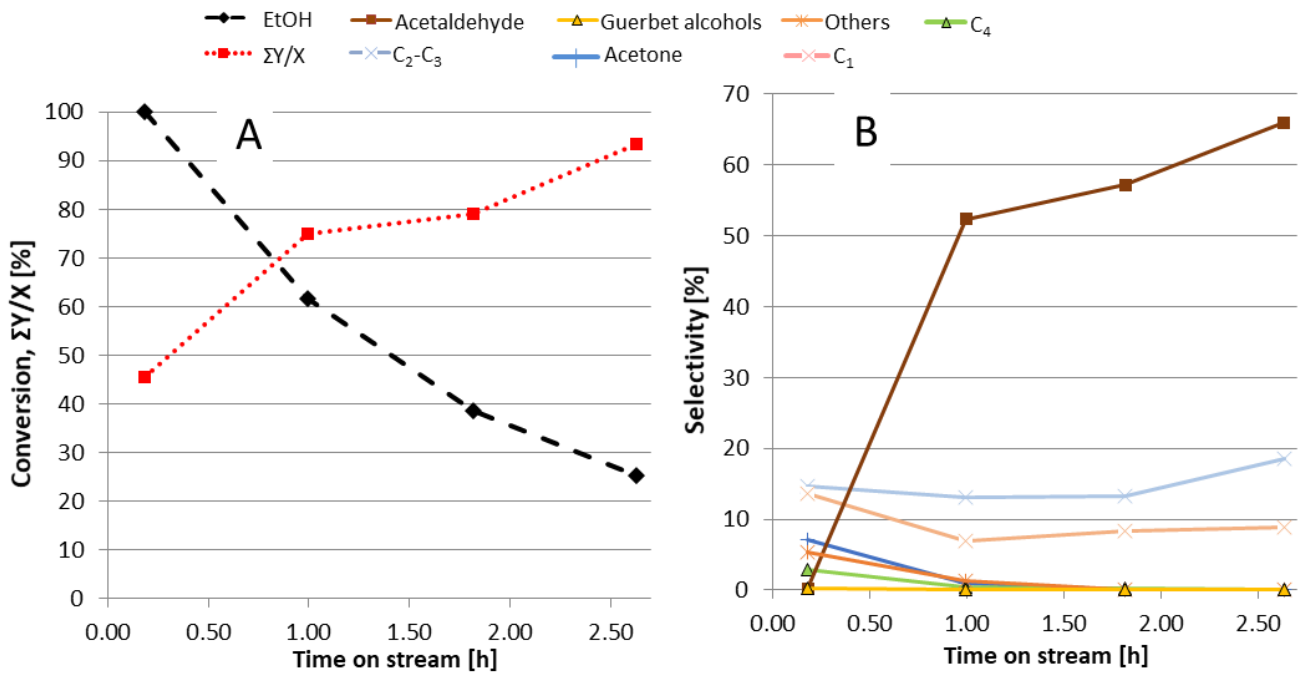 EtOH Acetaldehyde Guerbet alcohols Others C₄
ΣY/X C₂-C₃ Acetone C₁
A
Conversion, ΣY/X [%]
100
90
80
70
60
50
40
30
20
10
0
0.00 0.50 1.00 1.50 2.00 2.50
Time on stream [h]
B
Selectivity [%]
70
60
50
40
30
20
10
0
0.00 0.50 1.00 1.50 2.00 2.50
Time on stream [h]